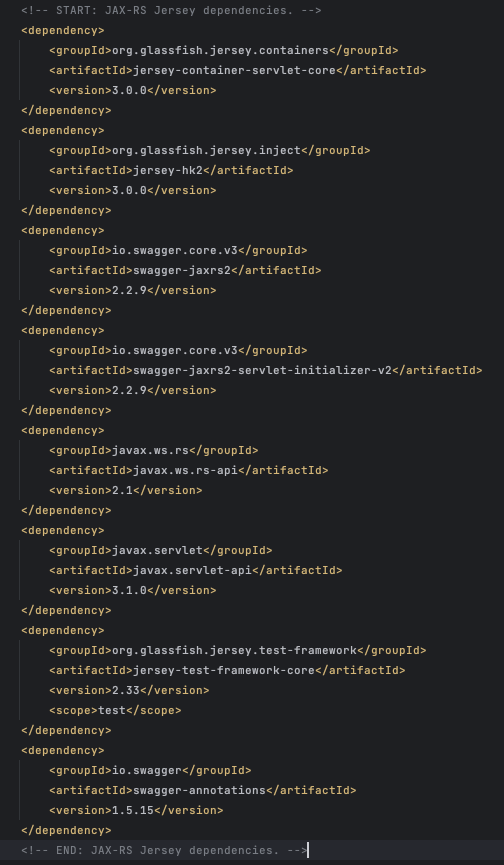 <!-- START: JAX-RS Jersey dependencies. -->
<dependency>
<groupId>org.glassfish.jersey.containers</groupId>
<artifactId>jersey-container-servlet-core</artifactId>
<version>3.0.0</version>
</dependency>
<dependency>
<groupId>org.glassfish.jersey.inject</groupId>
<artifactId>jersey-hk2</artifactId>
<version>3.0.0</version>
</dependency>
<dependency>
<groupId>io.swagger.core.v3</groupId>
<artifactId>swagger-jaxrs2</artifactId>
<version>2.2.9</version>
</dependency>
<dependency>
<groupId>io.swagger.core.v3</groupId>
<artifactId>swagger-jaxrs2-servlet-initializer-v2</artifactId>
<version>2.2.9</version>
</dependency>
<dependency>
<groupId>javax.ws.rs</groupId>
<artifactId>javax.ws.rs-api</artifactId>
<version>2.1</version>
</dependency>
<dependency>
<groupId>javax.servlet</groupId>
<artifactId>javax.servlet-api</artifactId>
<version>3.1.0</version>
</dependency>
<dependency>
<groupId>org.glassfish.jersey.test-framework</groupId>
<artifactId>jersey-test-framework-core</artifactId>
<version>2.33</version>
<scope>test</scope>
</dependency>
<dependency>
<groupId>io.swagger</groupId>
<artifactId>swagger-annotations</artifactId>
<version>1.5.15</version>
</dependency>
<!-- END: JAX-RS Jersey dependencies. -->